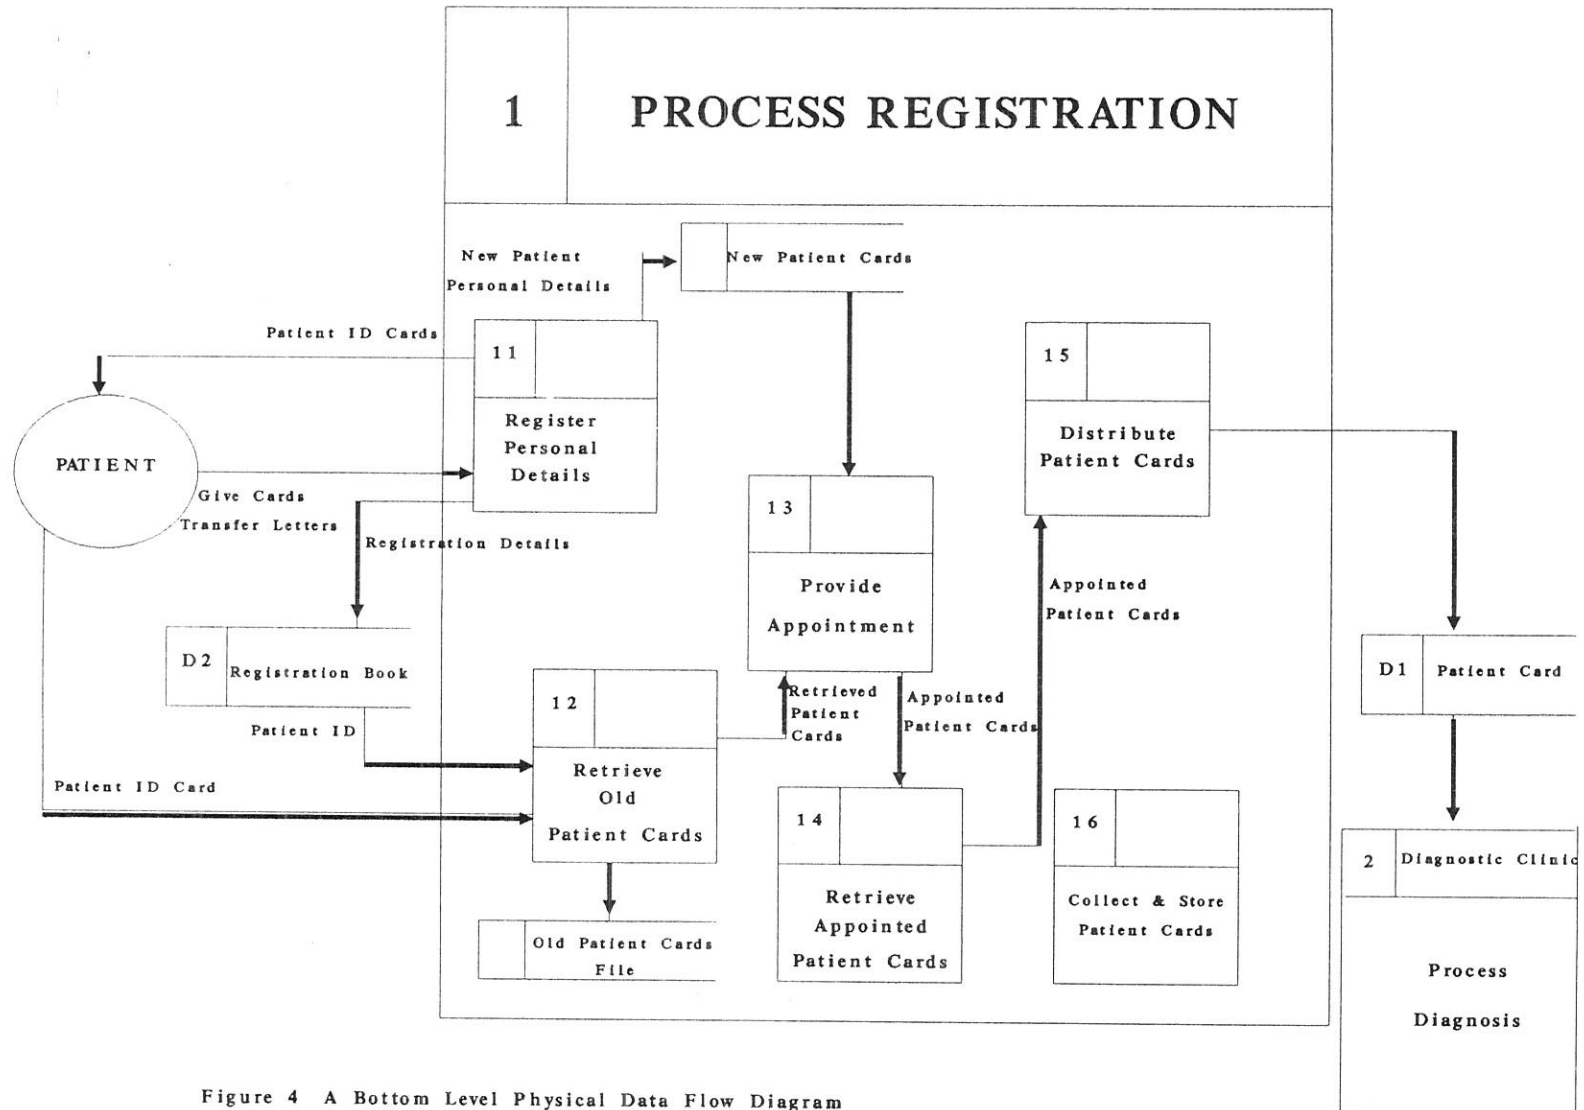 1 PROCESS REGISTRATION
New Patient
Personal Details
New Patient Cards
Patient ID Cards
11
Register
Personal
Details
15
Distribute
Patient Cards
PATIENT
Give Cards
Transfer Letters
Registration Details
13
Provide
Appointment
Appointed
Patient Cards
D2 Registration Book
Patient ID
12
Retrieve
Old
Patient Cards
Retrieved
Patient
Cards
Appointed
Patient Cards
D1 Patient Card
Patient ID Card
14
Retrieve
Appointed
Patient Cards
16
Collect & Store
Patient Cards
2 Diagnostic Clinic
Process
Diagnosis
Old Patient Cards
File
Figure 4 A Bottom Level Physical Data Flow Diagram